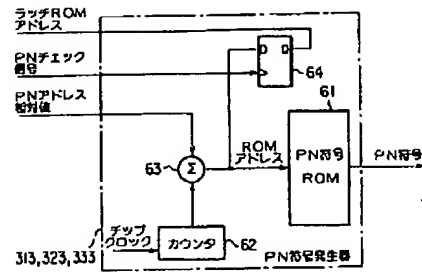 ラッチROM
アドレス
PNチェック
信号
PNアドレス
相対値
D
Q
64
61
ROM
アドレス
PN符号
ROM
PN符号
63
Σ
チップ
クロック
カウンタ
62
313,323,333
PN符号発生器